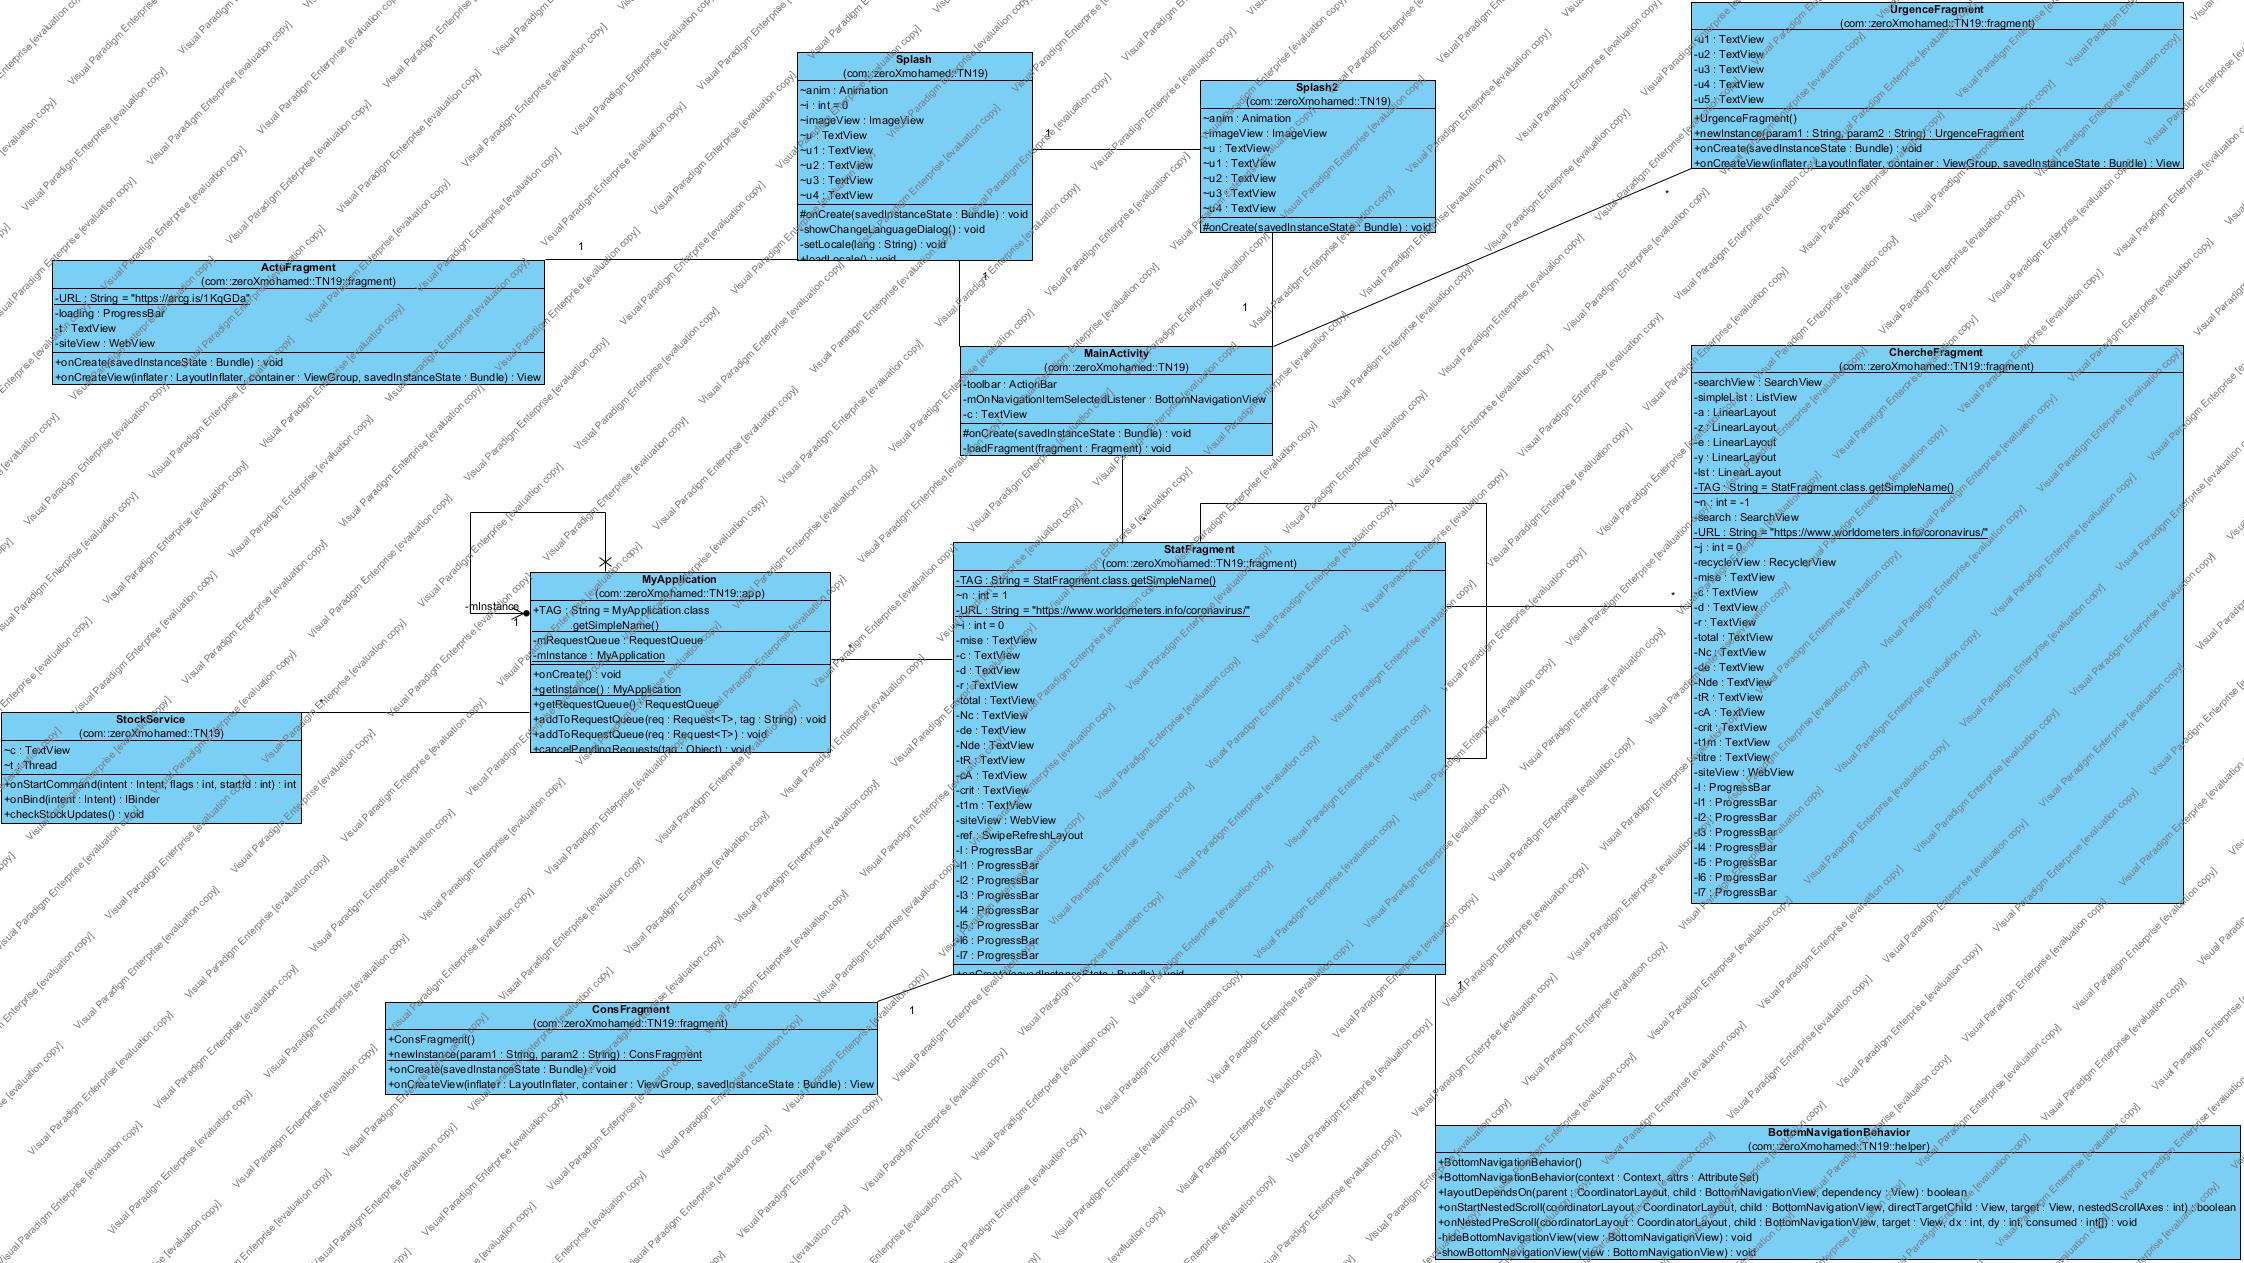 UrgenceFragment
(com::zeroXmohamed::TN19::fragment)
-u1 : TextView
-u2 : TextView
-u3 : TextView
-u4 : TextView
-u5 : TextView
+UrgenceFragment()
+newInstance(param1 : String, param2 : String) : UrgenceFragment
+onCreate(savedInstanceState : Bundle) : void
+onCreateView(inflater : LayoutInflater, container : ViewGroup, savedInstanceState : Bundle) : View
Splash
(com::zeroXmohamed::TN19)
~anim : Animation
~i : int = 0
~imageView : ImageView
~u : TextView
~u1 : TextView
~u2 : TextView
~u3 : TextView
~u4 : TextView
#onCreate(savedInstanceState : Bundle) : void
-showChangeLanguageDialog() : void
-setLocale(lang : String) : void
+loadLocale() : void
1
Splash2
(com::zeroXmohamed::TN19)
~anim : Animation
~imageView : ImageView
~u : TextView
~u1 : TextView
~u2 : TextView
~u3 : TextView
~u4 : TextView
#onCreate(savedInstanceState : Bundle) : void
*
1
1
1
ActuFragment
(com::zeroXmohamed::TN19::fragment)
-URL : String = "https://arcg.is/1KqGDa"
-loading : ProgressBar
-t : TextView
-siteView : WebView
+onCreate(savedInstanceState : Bundle) : void
+onCreateView(inflater : LayoutInflater, container : ViewGroup, savedInstanceState : Bundle) : View
MainActivity
(com::zeroXmohamed::TN19)
-toolbar : ActionBar
-mOnNavigationItemSelectedListener : BottomNavigationView
-c : TextView
#onCreate(savedInstanceState : Bundle) : void
-loadFragment(fragment : Fragment) : void
*
ChercheFragment
(com::zeroXmohamed::TN19::fragment)
-searchView : SearchView
-simpleList : ListView
-a : LinearLayout
-z : LinearLayout
-e : LinearLayout
-y : LinearLayout
-lst : LinearLayout
-TAG : String = StatFragment.class.getSimpleName()
~n : int = -1
-search : SearchView
-URL : String = "https://www.worldometers.info/coronavirus/"
~j : int = 0
-recyclerView : RecyclerView
-mise : TextView
-c : TextView
-d : TextView
-r : TextView
-total : TextView
-Nc : TextView
-de : TextView
-Nde : TextView
-tR : TextView
-cA : TextView
-crit : TextView
-t1m : TextView
-titre : TextView
-siteView : WebView
-l : ProgressBar
-l1 : ProgressBar
-l2 : ProgressBar
-l3 : ProgressBar
-l4 : ProgressBar
-l5 : ProgressBar
-l6 : ProgressBar
-l7 : ProgressBar
*
MyApplication
(com::zeroXmohamed::TN19::app)
+TAG : String = MyApplication.class
.getSimpleName()
-mRequestQueue : RequestQueue
-mInstance : MyApplication
+onCreate() : void
+getInstance() : MyApplication
+getRequestQueue() : RequestQueue
+addToRequestQueue(req : Request<T>, tag : String) : void
+addToRequestQueue(req : Request<T>) : void
+cancelPendingRequests(tag : Object) : void
-mInstance
1
*
StatFragment
(com::zeroXmohamed::TN19::fragment)
-TAG : String = StatFragment.class.getSimpleName()
~n : int = 1
-URL : String = "https://www.worldometers.info/coronavirus/"
~i : int = 0
-mise : TextView
-c : TextView
-d : TextView
-r : TextView
-total : TextView
-Nc : TextView
-de : TextView
-Nde : TextView
-tR : TextView
-cA : TextView
-crit : TextView
-t1m : TextView
-siteView : WebView
-ref : SwipeRefreshLayout
-l : ProgressBar
-l1 : ProgressBar
-l2 : ProgressBar
-l3 : ProgressBar
-l4 : ProgressBar
-l5 : ProgressBar
-l6 : ProgressBar
-l7 : ProgressBar
+onCreate(savedInstanceState : Bundle) : void
StockService
(com::zeroXmohamed::TN19)
~c : TextView
~t : Thread
+onStartCommand(intent : Intent, flags : int, startId : int) : int
+onBind(intent : Intent) : IBinder
+checkStockUpdates() : void
1
1
ConsFragment
(com::zeroXmohamed::TN19::fragment)
+ConsFragment()
+newInstance(param1 : String, param2 : String) : ConsFragment
+onCreate(savedInstanceState : Bundle) : void
+onCreateView(inflater : LayoutInflater, container : ViewGroup, savedInstanceState : Bundle) : View
BottomNavigationBehavior
(com::zeroXmohamed::TN19::helper)
+BottomNavigationBehavior()
+BottomNavigationBehavior(context : Context, attrs : AttributeSet)
+layoutDependsOn(parent : CoordinatorLayout, child : BottomNavigationView, dependency : View) : boolean
+onStartNestedScroll(coordinatorLayout : CoordinatorLayout, child : BottomNavigationView, directTargetChild : View, target : View, nestedScrollAxes : int) : boolean
+onNestedPreScroll(coordinatorLayout : CoordinatorLayout, child : BottomNavigationView, target : View, dx : int, dy : int, consumed : int[]) : void
-hideBottomNavigationView(view : BottomNavigationView) : void
-showBottomNavigationView(view : BottomNavigationView) : void
Visual Paradigm Enterprise [evaluation copy]